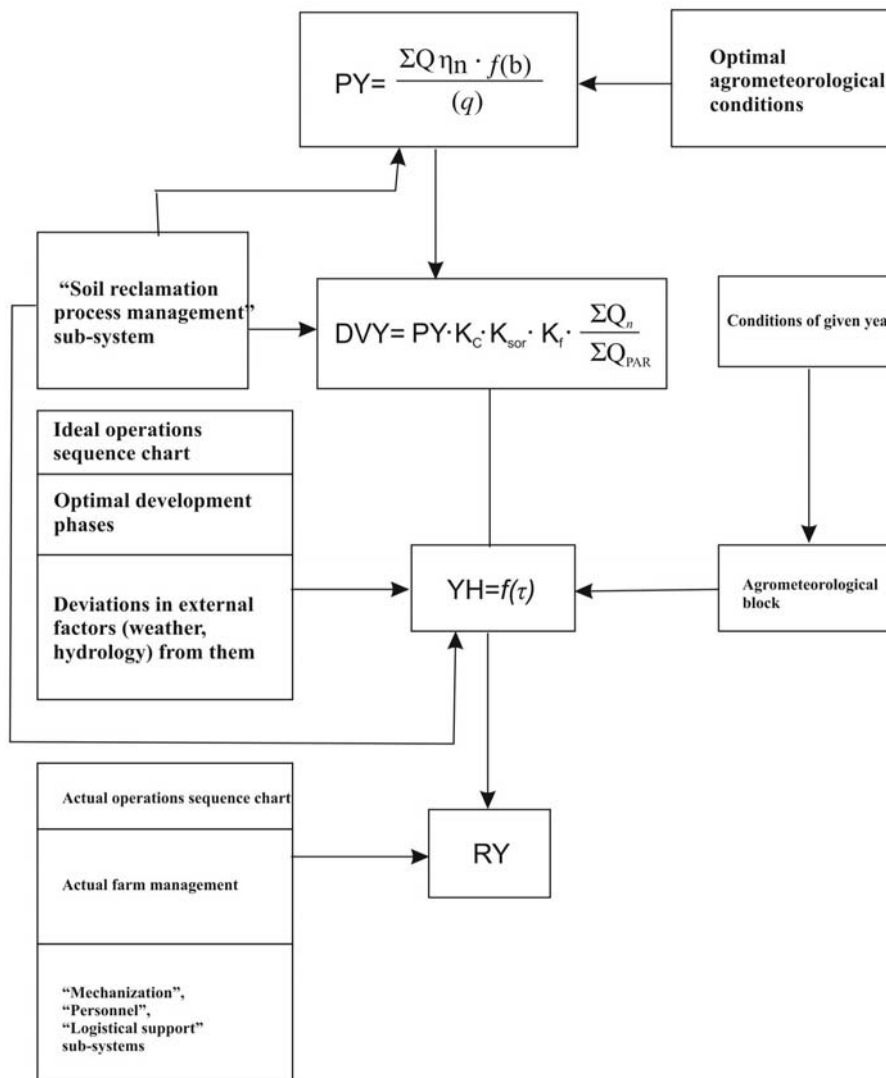 PY= ΣQ ηn · f(b) / (q)
Optimal
agrometeorological
conditions
“Soil reclamation
process management”
sub-system
DVY= PY·KC·Ksor · Kf · ΣQn / ΣQPAR
Conditions of given yea
Ideal operations
sequence chart
Optimal development
phases
Deviations in external
factors (weather,
hydrology) from them
YH=f(τ)
Agrometeorological
block
Actual operations sequence chart
Actual farm management
“Mechanization”,
“Personnel”,
“Logistical support”
sub-systems
RY